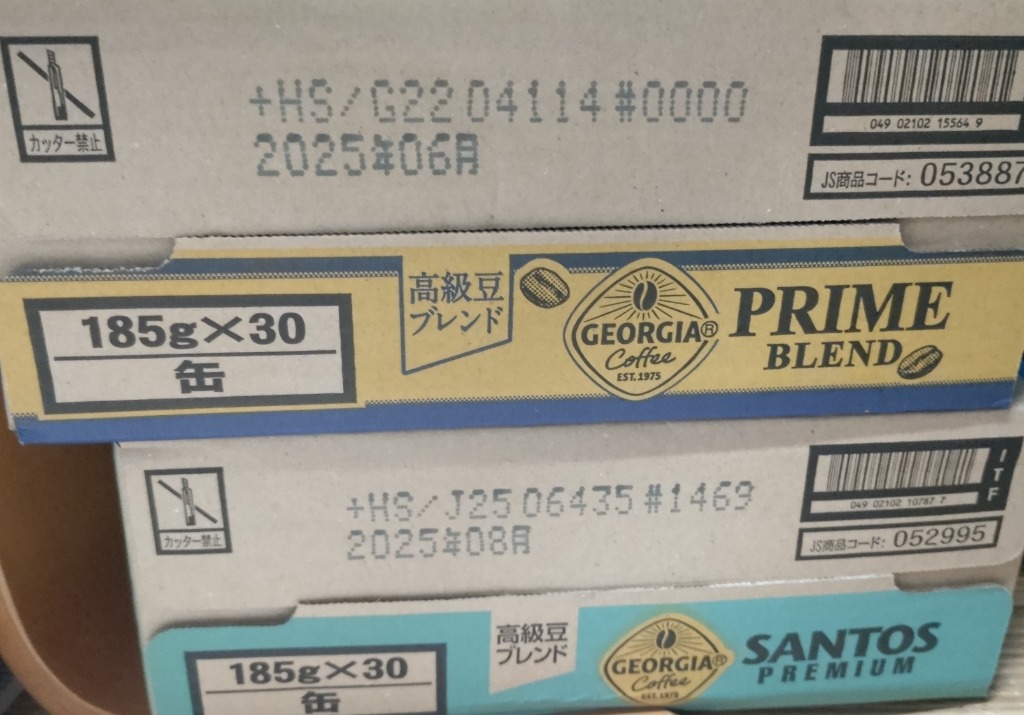 カッター禁止
+HS/G22 04114 #0000
2025年06月
049 02102 15564 9
JS商品コード: 053887
185g×30
缶
高級豆
ブレンド
GEORGIA®
Coffee
EST.1975
PRIME
BLEND
カッター禁止
+HS/J25 06435 #1469
2025年08月
ITF
049 02102 10787 7
JS商品コード: 052995
185g×30
缶
高級豆
ブレンド
GEORGIA®
Coffee
EST.1975
SANTOS
PREMIUM